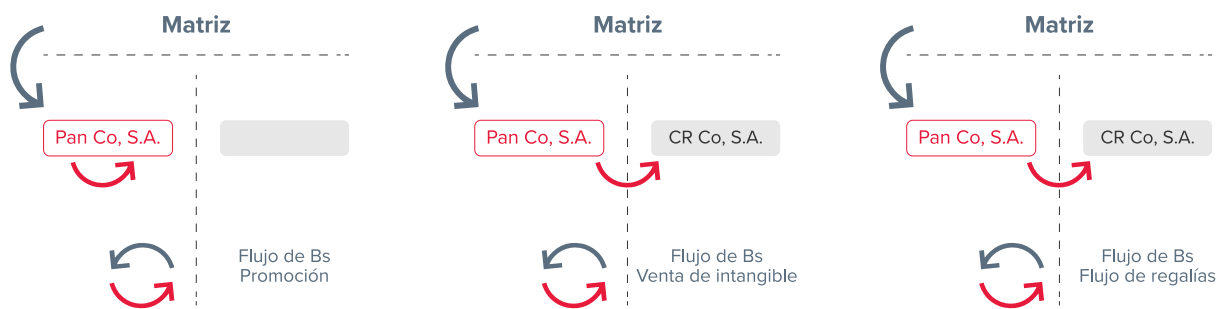 Matriz
Pan Co, S.A.
Flujo de Bs
Promoción
Matriz
Pan Co, S.A.
CR Co, S.A.
Flujo de Bs
Venta de intangible
Matriz
Pan Co, S.A.
CR Co, S.A.
Flujo de Bs
Flujo de regalías